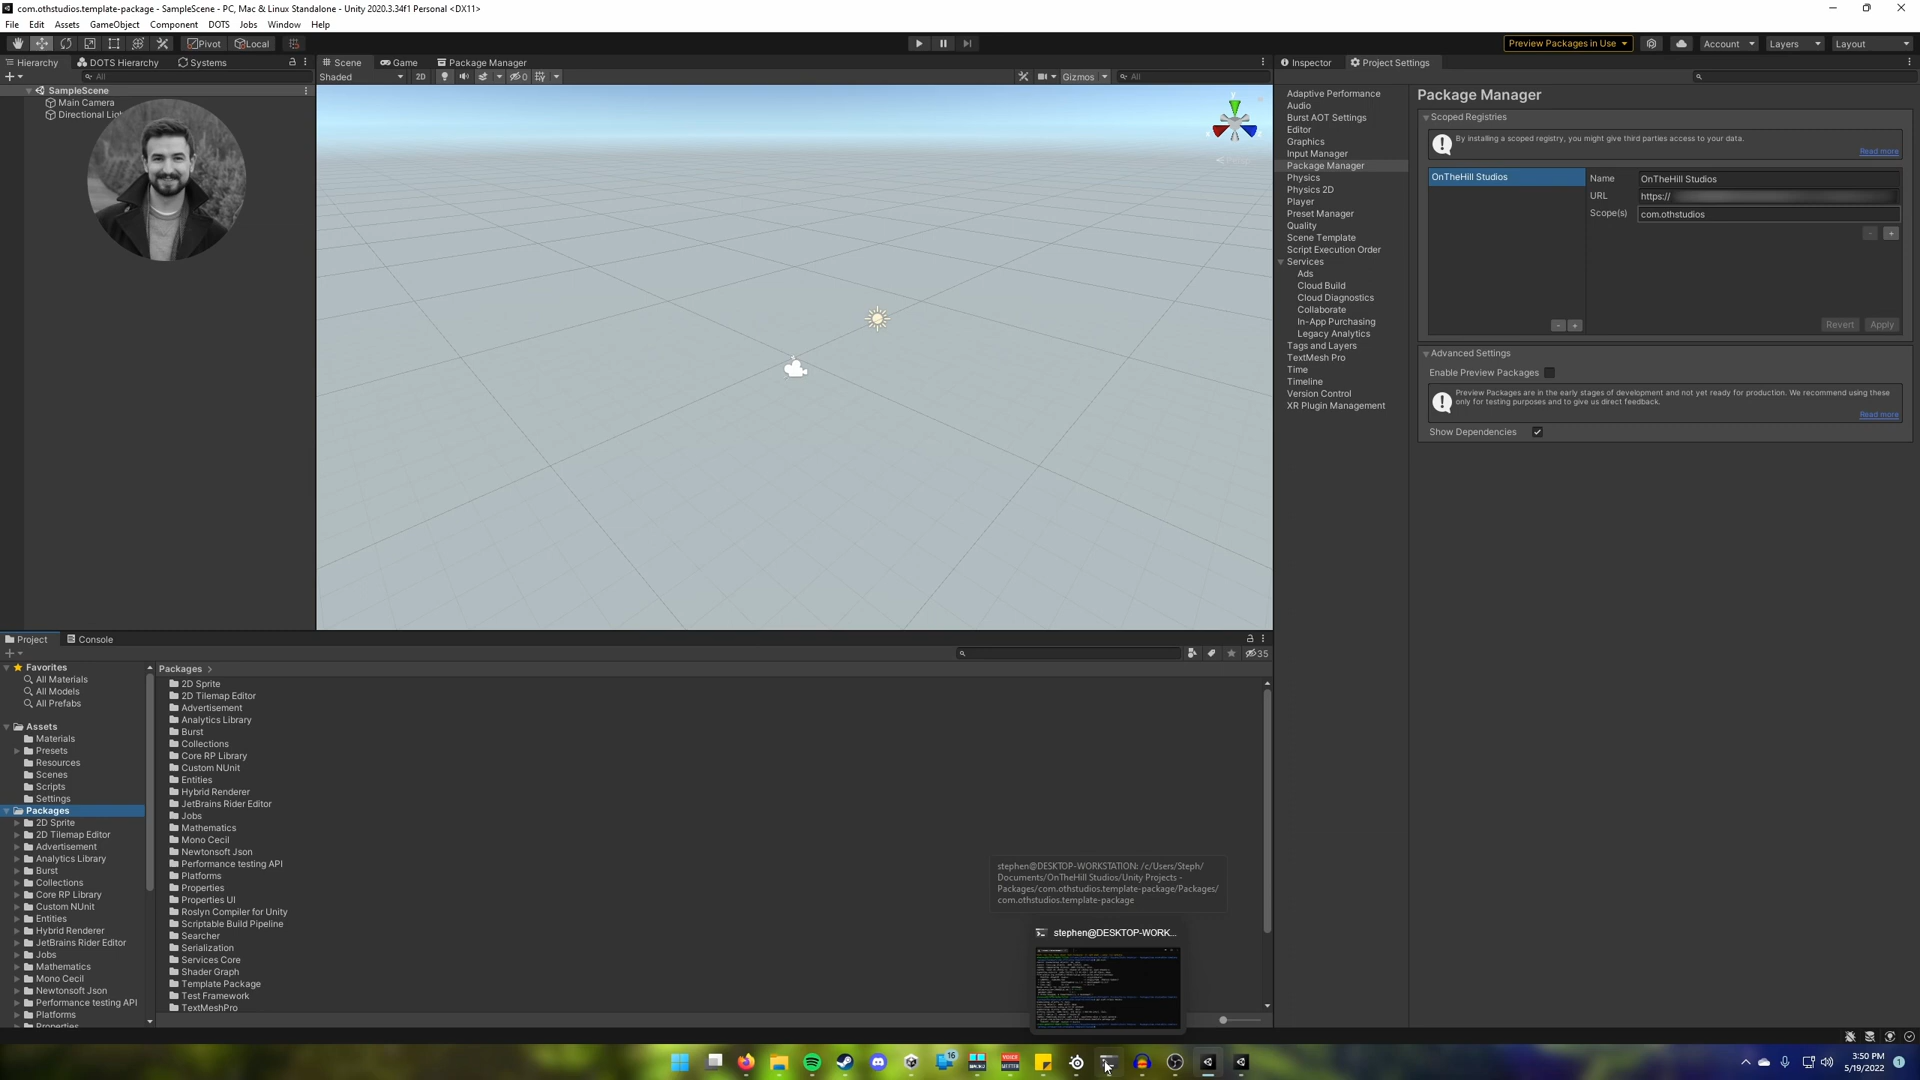 com.othstudios.template-package - SampleScene - PC, Mac & Linux Standalone - Unity 2020.3.34f1 Personal <DX11>
File Edit Assets GameObject Component DOTS Jobs Window Help
Pivot Local
Preview Packages in Use
Account Layers Layout
Hierarchy DOTS Hierarchy Systems
All
SampleScene
Main Camera
Directional
Scene Game Package Manager
Shaded 2D 0 Gizmos All
y
Inspector Project Settings
Adaptive Performance
Audio
Burst AOT Settings
Editor
Graphics
Input Manager
Package Manager
Physics
Physics 2D
Player
Preset Manager
Quality
Scene Template
Script Execution Order
Services
Ads
Cloud Build
Cloud Diagnostics
Collaborate
In-App Purchasing
Legacy Analytics
Tags and Layers
TextMesh Pro
Time
Timeline
Version Control
XR Plugin Management
Package Manager
Scoped Registries
By installing a scoped registry, you might give third parties access to your data.
Read more
OnTheHill Studios
Name OnTheHill Studios
URL https://
Scope(s) com.othstudios
- +
- +
Revert Apply
Advanced Settings
Enable Preview Packages
Preview Packages are in the early stages of development and not yet ready for production. We recommend using these
only for testing purposes and to give us direct feedback.
Read more
Show Dependencies
Project Console
35
Favorites
All Materials
All Models
All Prefabs
Assets
Materials
Presets
Resources
Scenes
Scripts
Settings
Packages
2D Sprite
2D Tilemap Editor
Advertisement
Analytics Library
Burst
Collections
Core RP Library
Custom NUnit
Entities
Hybrid Renderer
JetBrains Rider Editor
Jobs
Mathematics
Mono Cecil
Newtonsoft Json
Performance testing API
Platforms
Properties
Packages >
2D Sprite
2D Tilemap Editor
Advertisement
Analytics Library
Burst
Collections
Core RP Library
Custom NUnit
Entities
Hybrid Renderer
JetBrains Rider Editor
Jobs
Mathematics
Mono Cecil
Newtonsoft Json
Performance testing API
Platforms
Properties
Properties UI
Roslyn Compiler for Unity
Scriptable Build Pipeline
Searcher
Serialization
Services Core
Shader Graph
Template Package
Test Framework
TextMeshPro
stephen@DESKTOP-WORKSTATION: /c/Users/Steph/
Documents/OnTheHill Studios/Unity Projects -
Packages/com.othstudios.template-package/Packages/
com.othstudios.template-package
stephen@DESKTOP-WORK...
16
MACRO
VOICE MEETER
3:50 PM
5/19/2022
1